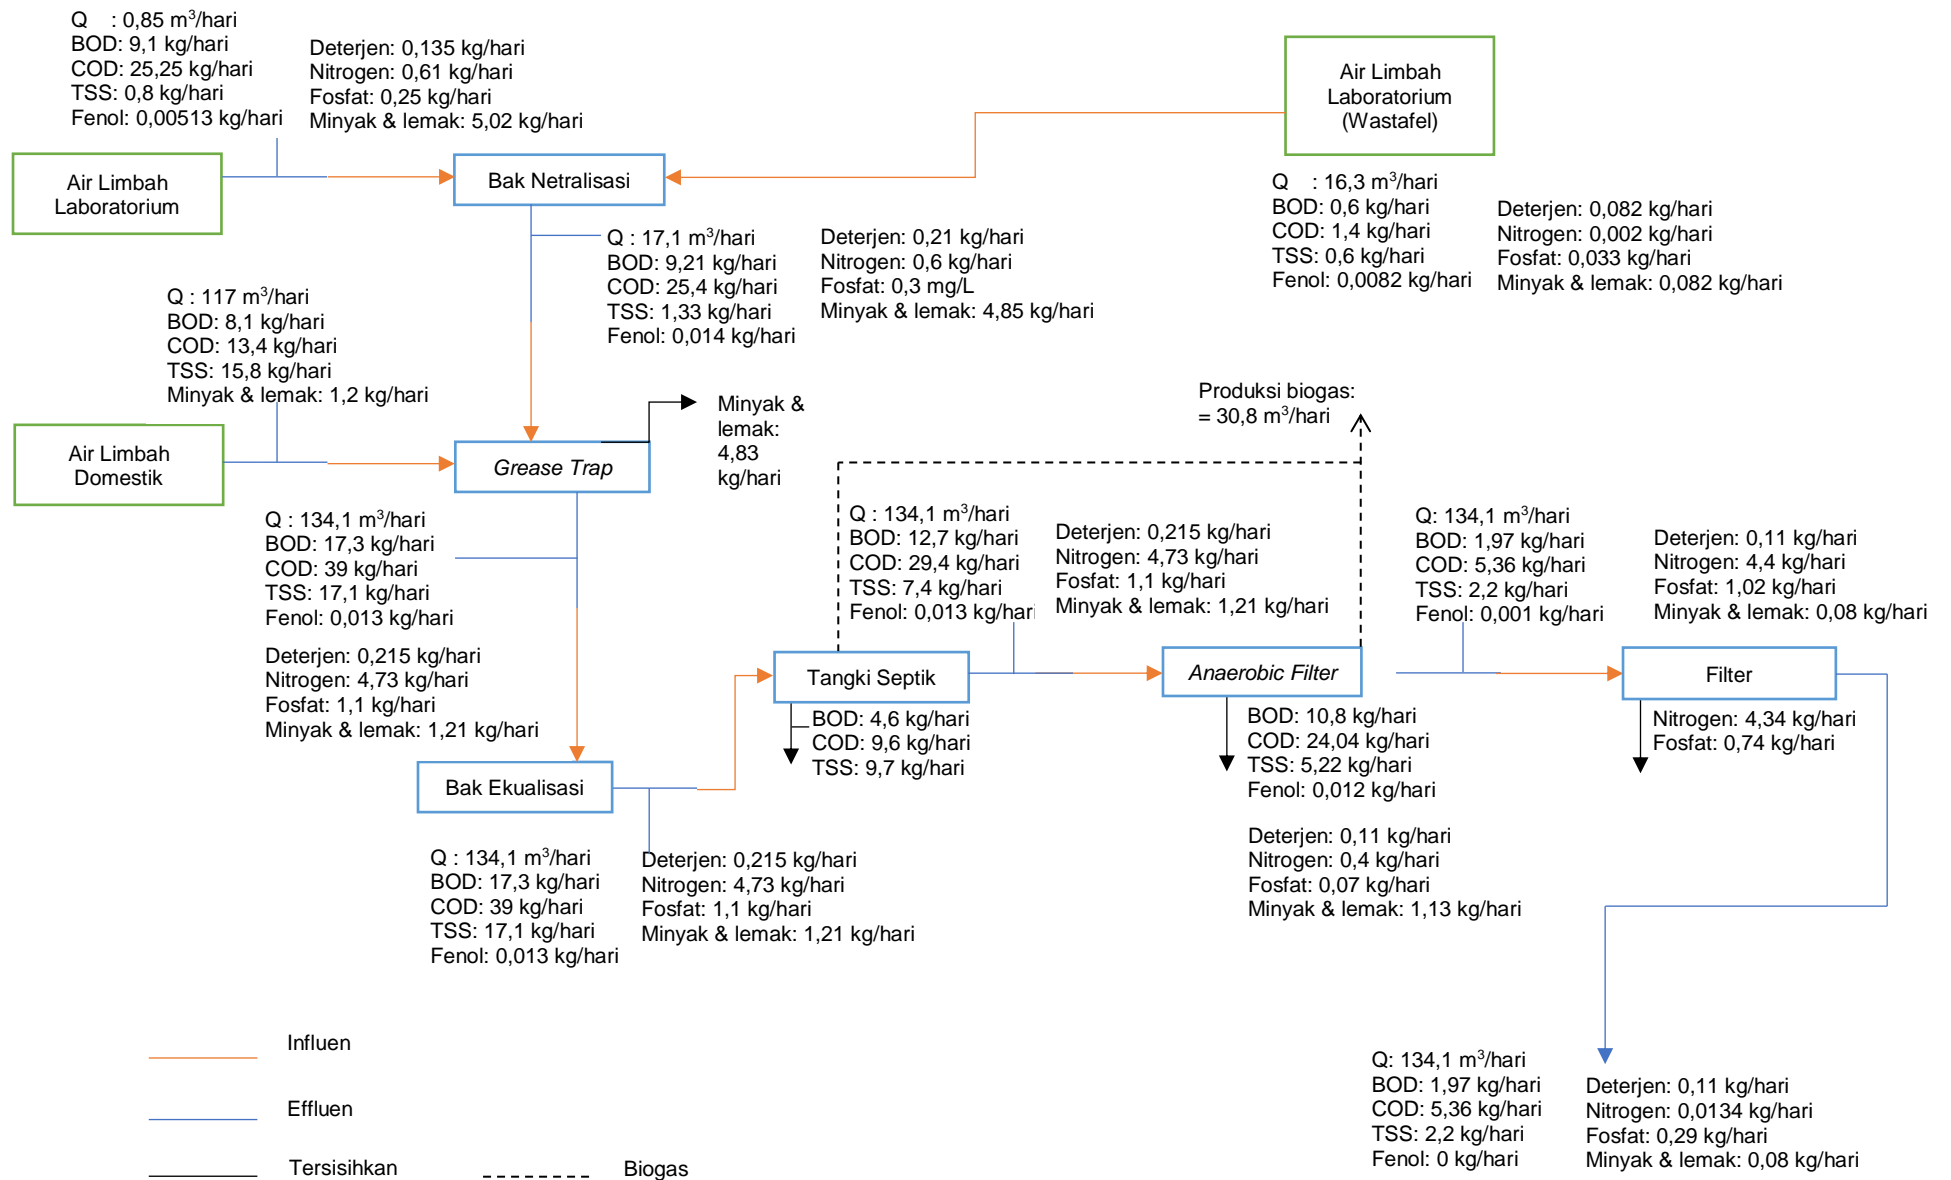 Q : 0,85 m³/hari
BOD: 9,1 kg/hari
COD: 25,25 kg/hari
TSS: 0,8 kg/hari
Fenol: 0,00513 kg/hari
Deterjen: 0,135 kg/hari
Nitrogen: 0,61 kg/hari
Fosfat: 0,25 kg/hari
Minyak & lemak: 5,02 kg/hari
Air Limbah
Laboratorium
(Wastafel)
Air Limbah
Laboratorium
Bak Netralisasi
Q : 16,3 m³/hari
BOD: 0,6 kg/hari
COD: 1,4 kg/hari
TSS: 0,6 kg/hari
Fenol: 0,0082 kg/hari
Deterjen: 0,082 kg/hari
Nitrogen: 0,002 kg/hari
Fosfat: 0,033 kg/hari
Minyak & lemak: 0,082 kg/hari
Q : 17,1 m³/hari
BOD: 9,21 kg/hari
COD: 25,4 kg/hari
TSS: 1,33 kg/hari
Fenol: 0,014 kg/hari
Deterjen: 0,21 kg/hari
Nitrogen: 0,6 kg/hari
Fosfat: 0,3 mg/L
Minyak & lemak: 4,85 kg/hari
Q : 117 m³/hari
BOD: 8,1 kg/hari
COD: 13,4 kg/hari
TSS: 15,8 kg/hari
Minyak & lemak: 1,2 kg/hari
Air Limbah
Domestik
Grease Trap
Minyak &
lemak:
4,83
kg/hari
Produksi biogas:
= 30,8 m³/hari
Q : 134,1 m³/hari
BOD: 17,3 kg/hari
COD: 39 kg/hari
TSS: 17,1 kg/hari
Fenol: 0,013 kg/hari
Deterjen: 0,215 kg/hari
Nitrogen: 4,73 kg/hari
Fosfat: 1,1 kg/hari
Minyak & lemak: 1,21 kg/hari
Q : 134,1 m³/hari
BOD: 12,7 kg/hari
COD: 29,4 kg/hari
TSS: 7,4 kg/hari
Fenol: 0,013 kg/hari
Deterjen: 0,215 kg/hari
Nitrogen: 4,73 kg/hari
Fosfat: 1,1 kg/hari
Minyak & lemak: 1,21 kg/hari
Q: 134,1 m³/hari
BOD: 1,97 kg/hari
COD: 5,36 kg/hari
TSS: 2,2 kg/hari
Fenol: 0,001 kg/hari
Deterjen: 0,11 kg/hari
Nitrogen: 4,4 kg/hari
Fosfat: 1,02 kg/hari
Minyak & lemak: 0,08 kg/hari
Tangki Septik
Anaerobic Filter
Filter
BOD: 4,6 kg/hari
COD: 9,6 kg/hari
TSS: 9,7 kg/hari
BOD: 10,8 kg/hari
COD: 24,04 kg/hari
TSS: 5,22 kg/hari
Fenol: 0,012 kg/hari
Deterjen: 0,11 kg/hari
Nitrogen: 0,4 kg/hari
Fosfat: 0,07 kg/hari
Minyak & lemak: 1,13 kg/hari
Nitrogen: 4,34 kg/hari
Fosfat: 0,74 kg/hari
Bak Ekualisasi
Q : 134,1 m³/hari
BOD: 17,3 kg/hari
COD: 39 kg/hari
TSS: 17,1 kg/hari
Fenol: 0,013 kg/hari
Deterjen: 0,215 kg/hari
Nitrogen: 4,73 kg/hari
Fosfat: 1,1 kg/hari
Minyak & lemak: 1,21 kg/hari
Q: 134,1 m³/hari
BOD: 1,97 kg/hari
COD: 5,36 kg/hari
TSS: 2,2 kg/hari
Fenol: 0 kg/hari
Deterjen: 0,11 kg/hari
Nitrogen: 0,0134 kg/hari
Fosfat: 0,29 kg/hari
Minyak & lemak: 0,08 kg/hari
Influen
Effluen
Tersisihkan
Biogas